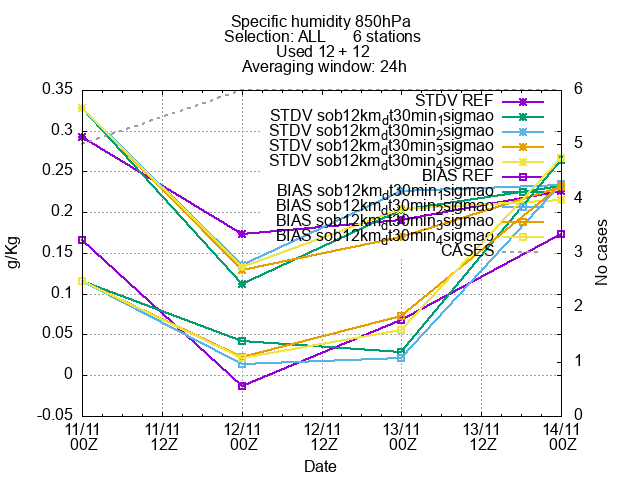 Specific humidity 850hPa
Selection: ALL 6 stations
Used 12 + 12
Averaging window: 24h
STDV REF
STDV sob12km_dt30min_1sigmao
STDV sob12km_dt30min_2sigmao
STDV sob12km_dt30min_3sigmao
STDV sob12km_dt30min_4sigmao
BIAS REF
BIAS sob12km_dt30min_1sigmao
BIAS sob12km_dt30min_2sigmao
BIAS sob12km_dt30min_3sigmao
BIAS sob12km_dt30min_4sigmao
CASES
0.35
0.3
0.25
0.2
0.15
0.1
0.05
0
-0.05
g/Kg
6
5
4
3
2
1
0
No cases
11/11 11/11 12/11 12/11 13/11 13/11 14/11
00Z 12Z 00Z 12Z 00Z 12Z 00Z
Date